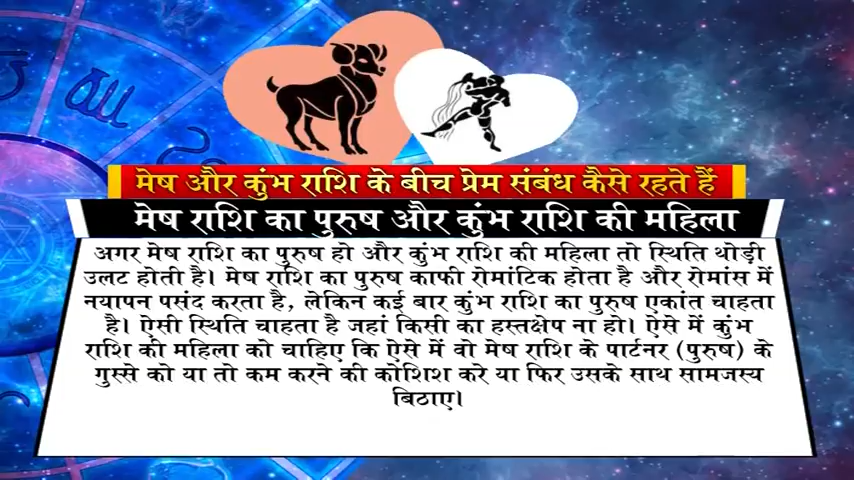 मेष और कुंभ राशि के बीच प्रेम संबंध कैसे रहते हैं
मेष राशि का पुरुष और कुंभ राशि की महिला
अगर मेष राशि का पुरुष हो और कुंभ राशि की महिला तो स्थिति थोड़ी
उलट होती है। मेष राशि का पुरुष काफी रोमांटिक होता है और रोमांस में
नयापन पसंद करता है, लेकिन कई बार कुंभ राशि का पुरुष एकांत चाहता
है। ऐसी स्थिति चाहता है जहां किसी का हस्तक्षेप ना हो। ऐसे में कुंभ
राशि की महिला को चाहिए कि ऐसे में वो मेष राशि के पार्टनर (पुरुष) के
गुस्से को या तो कम करने की कोशिश करे या फिर उसके साथ सामजस्य
बिठाए।